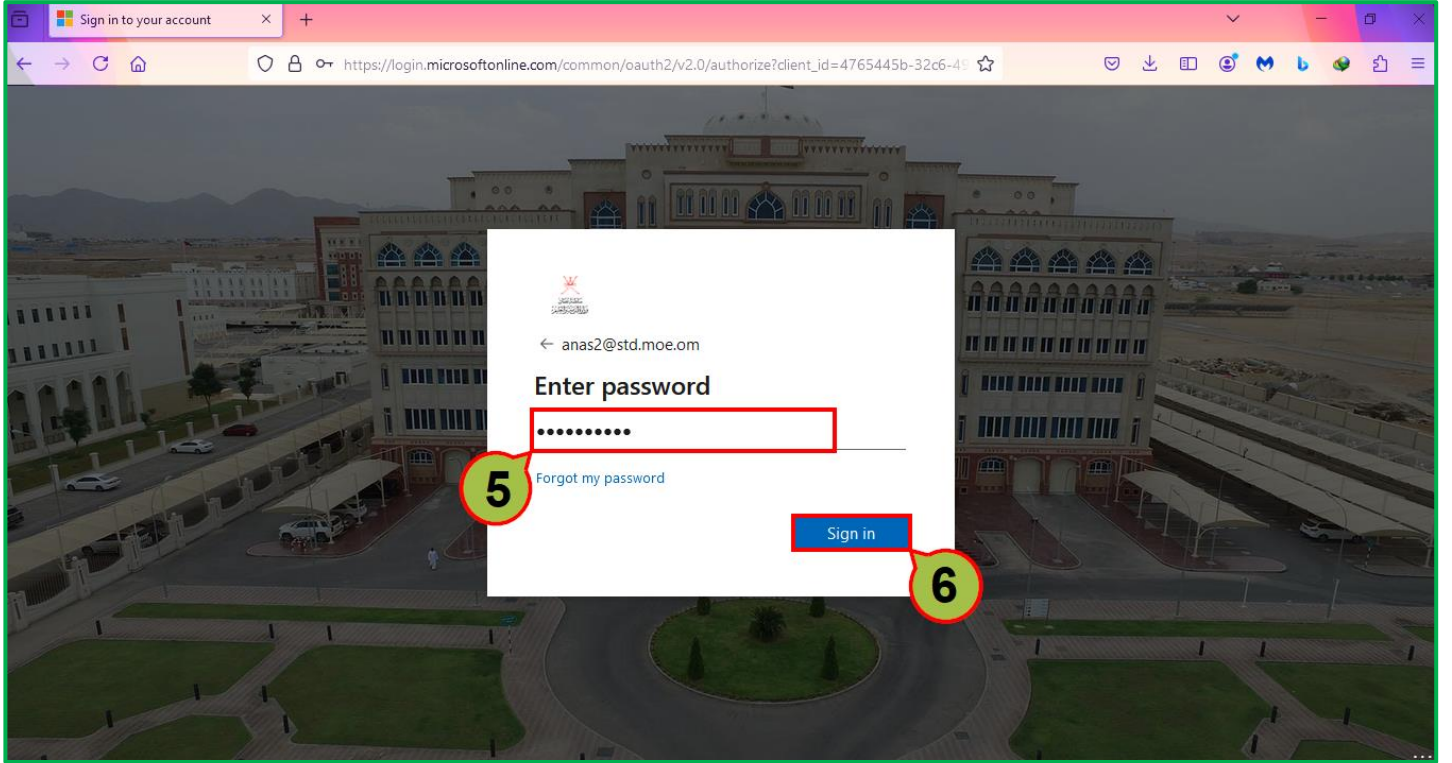 Sign in to your account
https://login.microsoftonline.com/common/oauth2/v2.0/authorize?client_id=4765445b-32c6-49
anas2@std.moe.om
Enter password
5
Forgot my password
Sign in
6